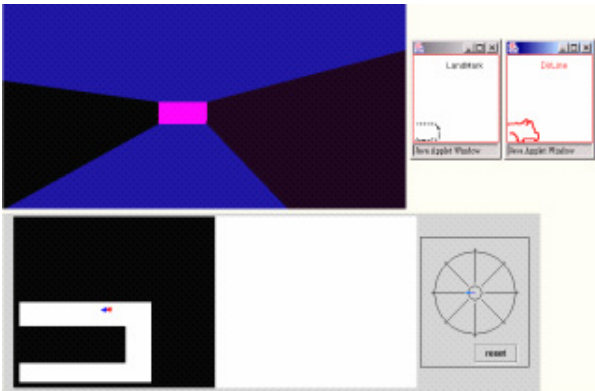 LandMark
DirLine
Java Applet Window
Java Applet Window
reset